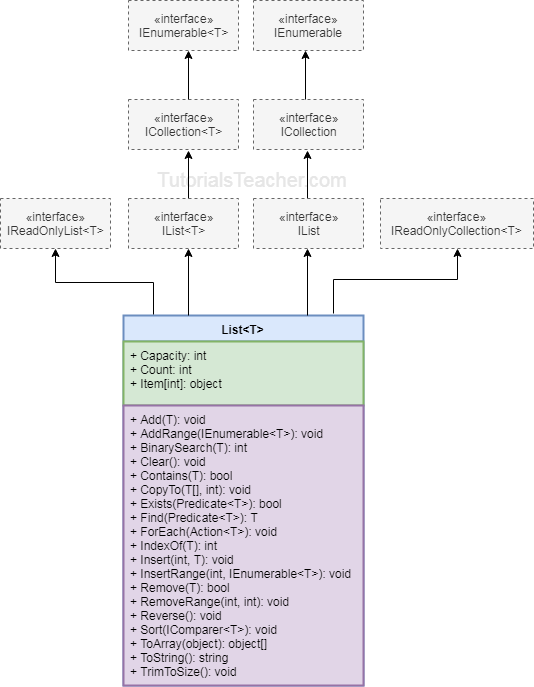 «interface»
IEnumerable<T>
«interface»
IEnumerable
«interface»
ICollection<T>
«interface»
ICollection
TutorialsTeacher.com
«interface»
IReadOnlyList<T>
«interface»
IList<T>
«interface»
IList
«interface»
IReadOnlyCollection<T>
List<T>
+ Capacity: int
+ Count: int
+ Item[int]: object
+ Add(T): void
+ AddRange(IEnumerable<T>): void
+ BinarySearch(T): int
+ Clear(): void
+ Contains(T): bool
+ CopyTo(T[], int): void
+ Exists(Predicate<T>): bool
+ Find(Predicate<T>): T
+ ForEach(Action<T>): void
+ IndexOf(T): int
+ Insert(int, T): void
+ InsertRange(int, IEnumerable<T>): void
+ Remove(T): bool
+ RemoveRange(int, int): void
+ Reverse(): void
+ Sort(IComparer<T>): void
+ ToArray(object): object[]
+ ToString(): string
+ TrimToSize(): void